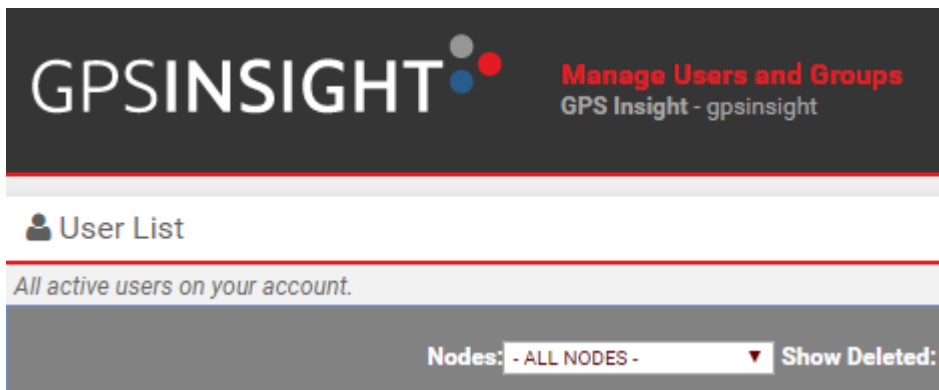 GPSINSIGHT
Manage Users and Groups
GPS Insight - gpsinsight
User List
All active users on your account.
Nodes: - ALL NODES - Show Deleted: